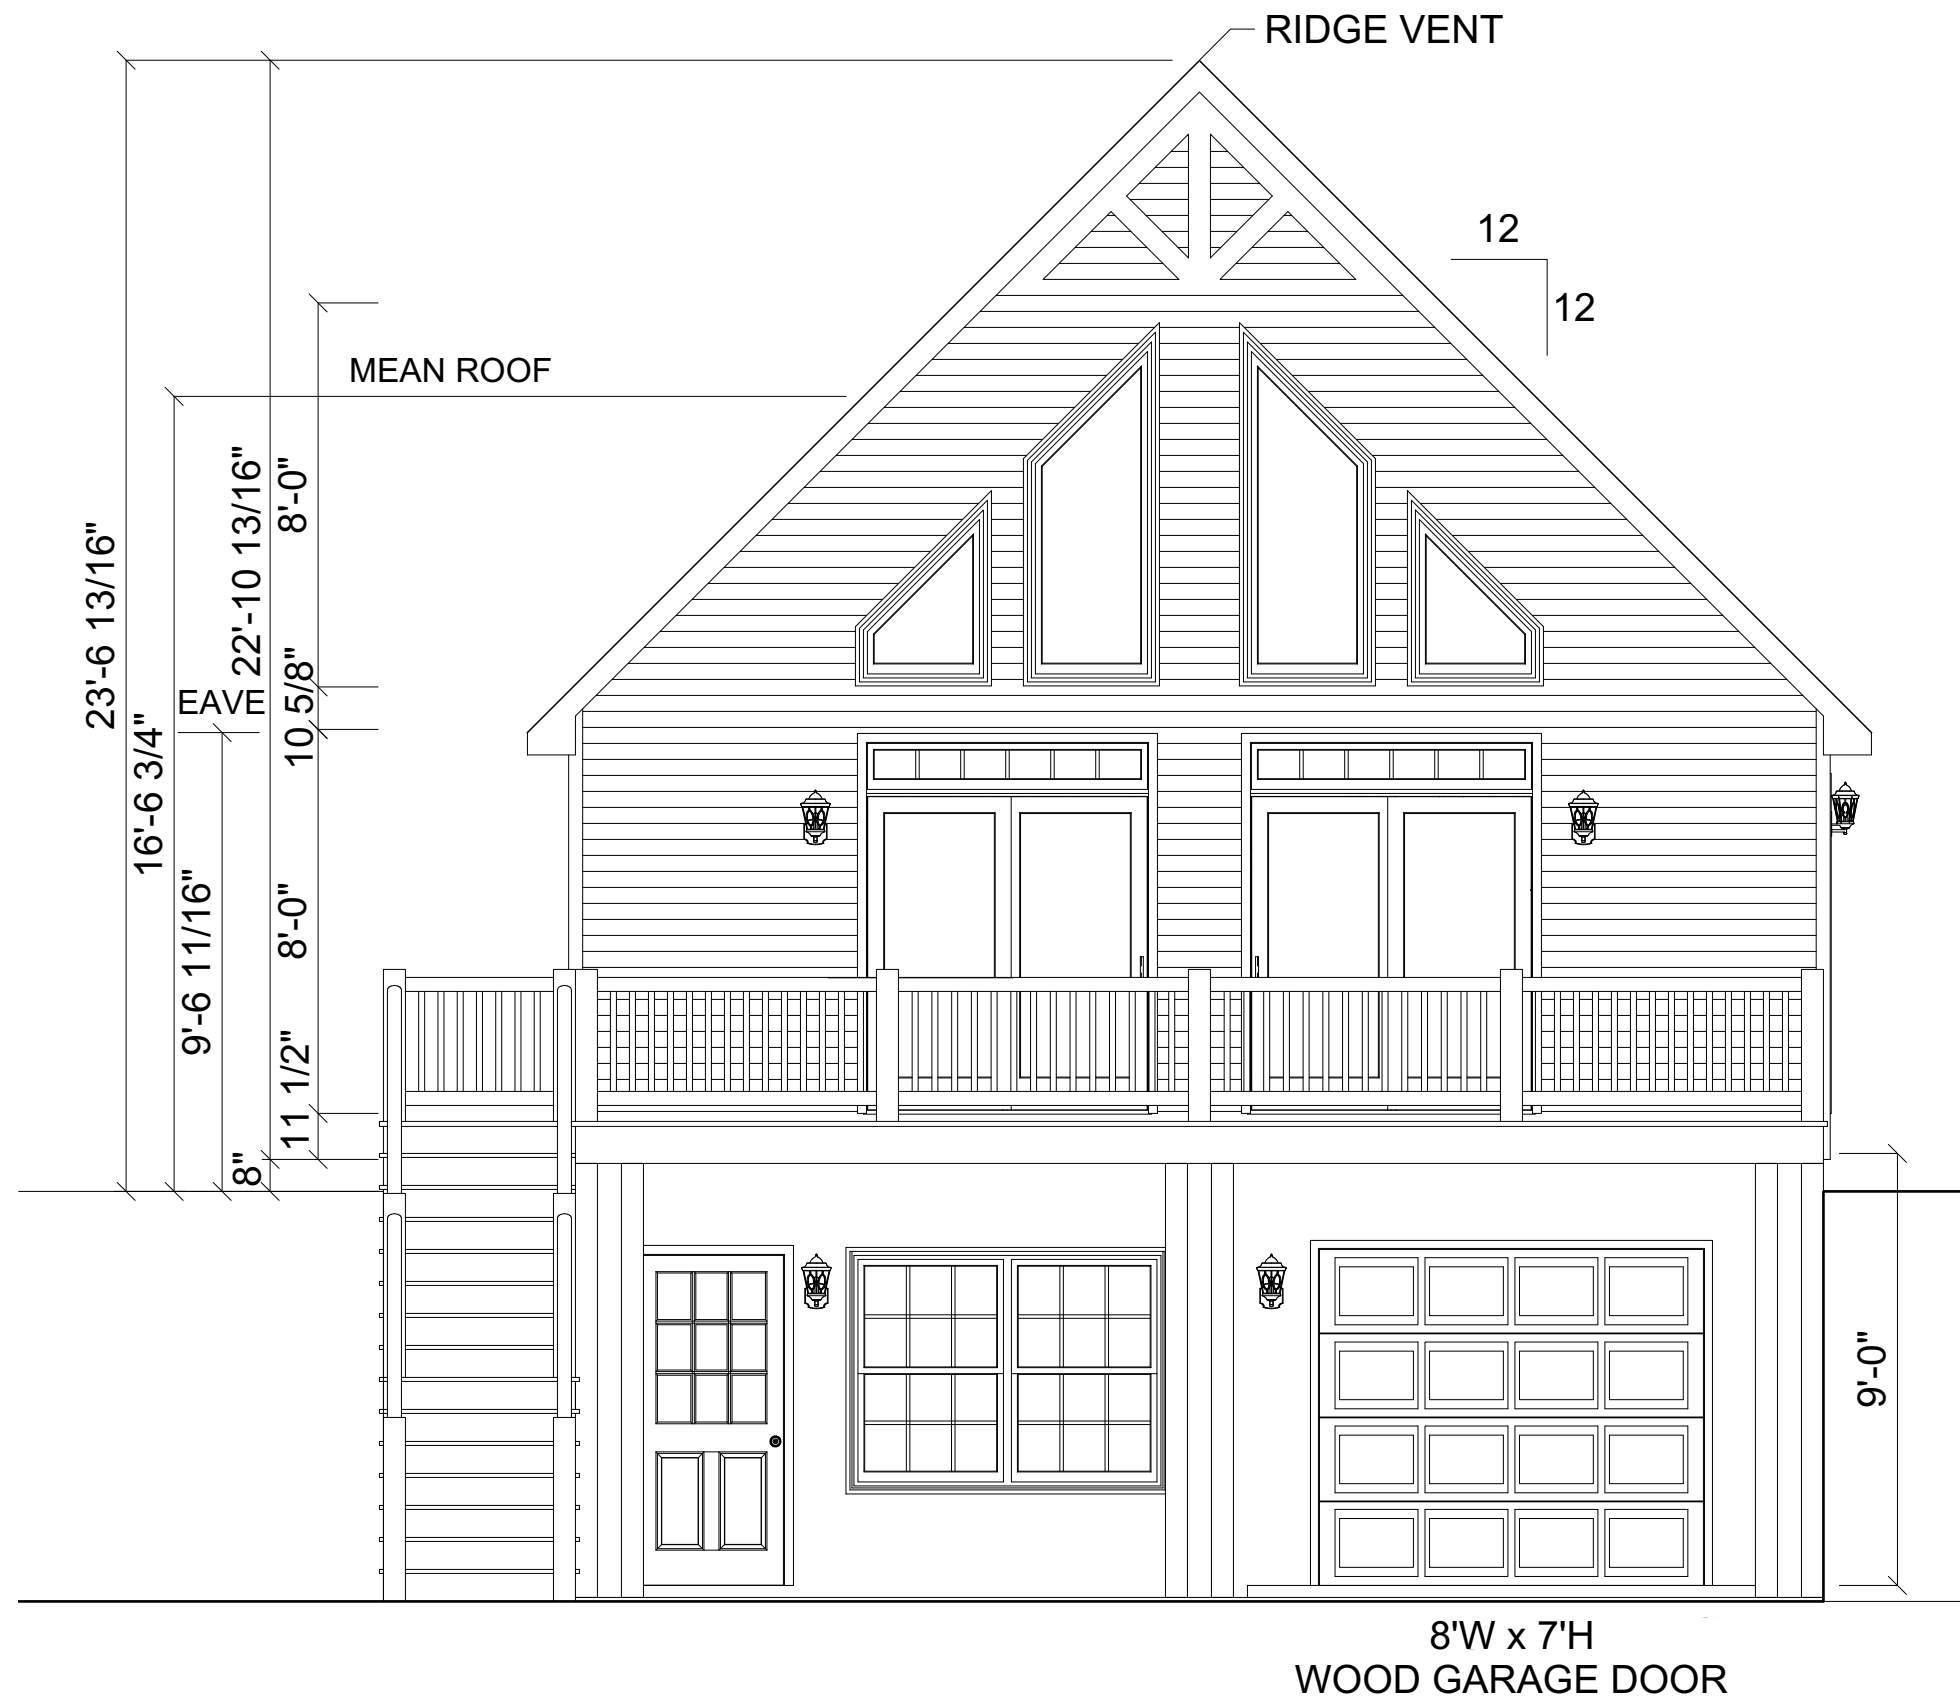 RIDGE VENT
12
12
MEAN ROOF
23'-6 13/16"
16'-6 3/4"
EAVE
9'-6 11/16"
22'-10 13/16"
8"
8'-0"
10 5/8"
8'-0"
11 1/2"
9'-0"
8'W x 7'H
WOOD GARAGE DOOR